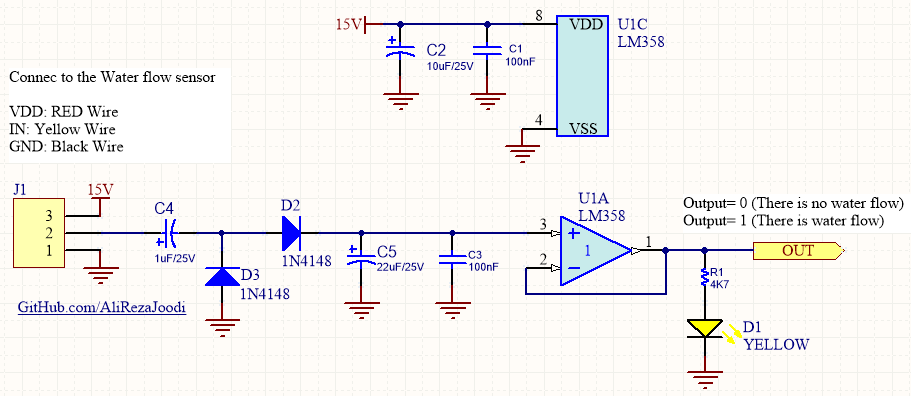 15V
8
VDD
U1C
LM358
C2
10uF/25V
C1
100nF
4
VSS
Connec to the Water flow sensor
VDD: RED Wire
IN: Yellow Wire
GND: Black Wire
J1
15V
3
2
1
C4
1uF/25V
D2
1N4148
D3
1N4148
C5
22uF/25V
C3
100nF
U1A
LM358
3
2
1
1
Output= 0 (There is no water flow)
Output= 1 (There is water flow)
OUT
R1
4K7
D1
YELLOW
GitHub.com/AliRezaJoodi